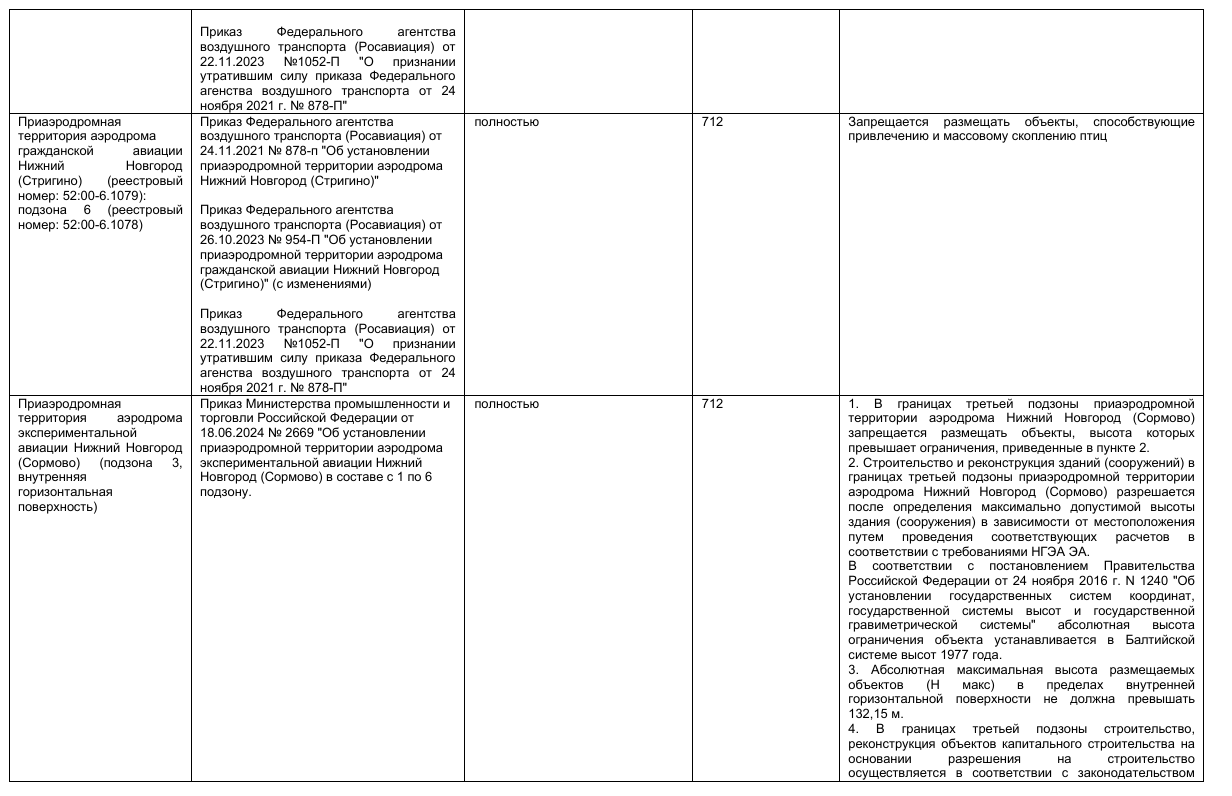 Приказ Федерального агентства
воздушного транспорта (Росавиация) от
22.11.2023 №1052-П "О признании
утратившим силу приказа Федерального
агенства воздушного транспорта от 24
ноября 2021 г. № 878-П"
Приаэродромная
территория аэродрома
гражданской авиации
Нижний Новгород
(Стригино) (реестровый
номер: 52:00-6.1079):
подзона 6 (реестровый
номер: 52:00-6.1078)
Приказ Федерального агентства
воздушного транспорта (Росавиация) от
24.11.2021 № 878-п "Об установлении
приаэродромной территории аэродрома
Нижний Новгород (Стригино)"
Приказ Федерального агентства
воздушного транспорта (Росавиация) от
26.10.2023 № 954-П "Об установлении
приаэродромной территории аэродрома
гражданской авиации Нижний Новгород
(Стригино)" (с изменениями)
Приказ Федерального агентства
воздушного транспорта (Росавиация) от
22.11.2023 №1052-П "О признании
утратившим силу приказа Федерального
агенства воздушного транспорта от 24
ноября 2021 г. № 878-П"
полностью
712
Запрещается размещать объекты, способствующие
привлечению и массовому скоплению птиц
Приаэродромная
территория аэродрома
экспериментальной
авиации Нижний Новгород
(Сормово) (подзона 3,
внутренняя
горизонтальная
поверхность)
Приказ Министерства промышленности и
торговли Российской Федерации от
18.06.2024 № 2669 "Об установлении
приаэродромной территории аэродрома
экспериментальной авиации Нижний
Новгород (Сормово) в составе с 1 по 6
подзону.
полностью
712
1. В границах третьей подзоны приаэродромной
территории аэродрома Нижний Новгород (Сормово)
запрещается размещать объекты, высота которых
превышает ограничения, приведенные в пункте 2.
2. Строительство и реконструкция зданий (сооружений) в
границах третьей подзоны приаэродромной территории
аэродрома Нижний Новгород (Сормово) разрешается
после определения максимально допустимой высоты
здания (сооружения) в зависимости от местоположения
путем проведения соответствующих расчетов в
соответствии с требованиями НГЭА ЭА.
В соответствии с постановлением Правительства
Российской Федерации от 24 ноября 2016 г. N 1240 "Об
установлении государственных систем координат,
государственной системы высот и государственной
гравиметрической системы" абсолютная высота
ограничения объекта устанавливается в Балтийской
системе высот 1977 года.
3. Абсолютная максимальная высота размещаемых
объектов (Н макс) в пределах внутренней
горизонтальной поверхности не должна превышать
132,15 м.
4. В границах третьей подзоны строительство,
реконструкция объектов капитального строительства на
основании разрешения на строительство
осуществляется в соответствии с законодательством